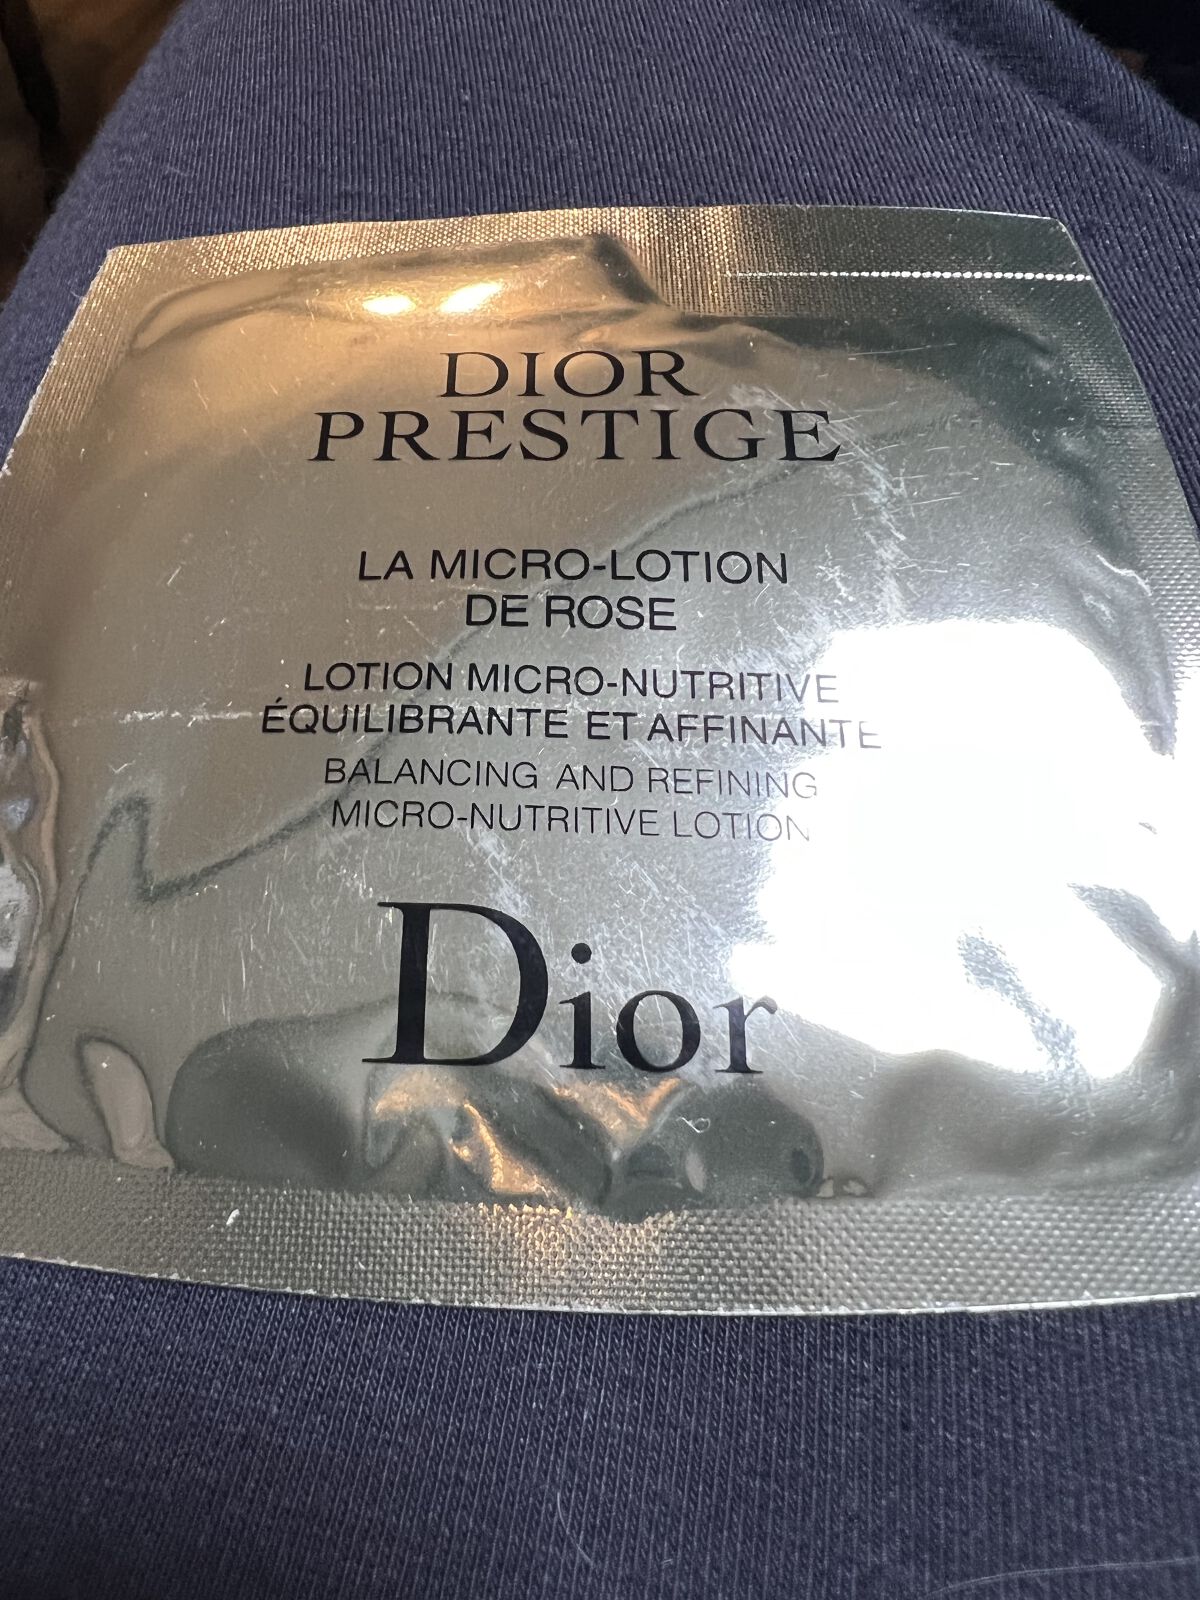 DIOR
PRESTIGE
LA MICRO-LOTION
DE ROSE
LOTION MICRO-NUTRITIVE
ÉQUILIBRANTE ET AFFINANTE
BALANCING AND REFINING
MICRO-NUTRITIVE LOTION
Dior